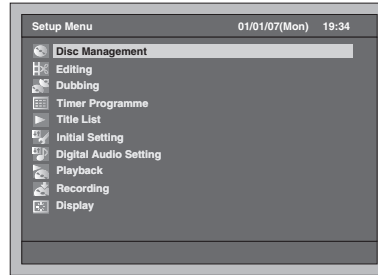 Setup Menu 01/01/07(Mon) 19:34
Disc Management
Editing
Dubbing
Timer Programme
Title List
Initial Setting
Digital Audio Setting
Playback
Recording
Display